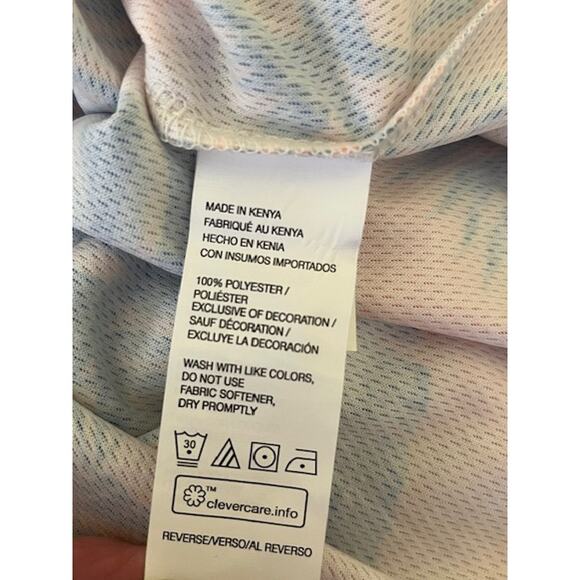 MADE IN KENYA
FABRIQUÉ AU KENYA
HECHO EN KENIA
CON INSUMOS IMPORTADOS
100% POLYESTER /
POLIÉSTER
EXCLUSIVE OF DECORATION /
SAUF DÉCORATION /
EXCLUYE LA DECORACIÓN
WASH WITH LIKE COLORS,
DO NOT USE
FABRIC SOFTENER,
DRY PROMPTLY
30
TM
clevercare.info
REVERSE/VERSO/AL REVERSO